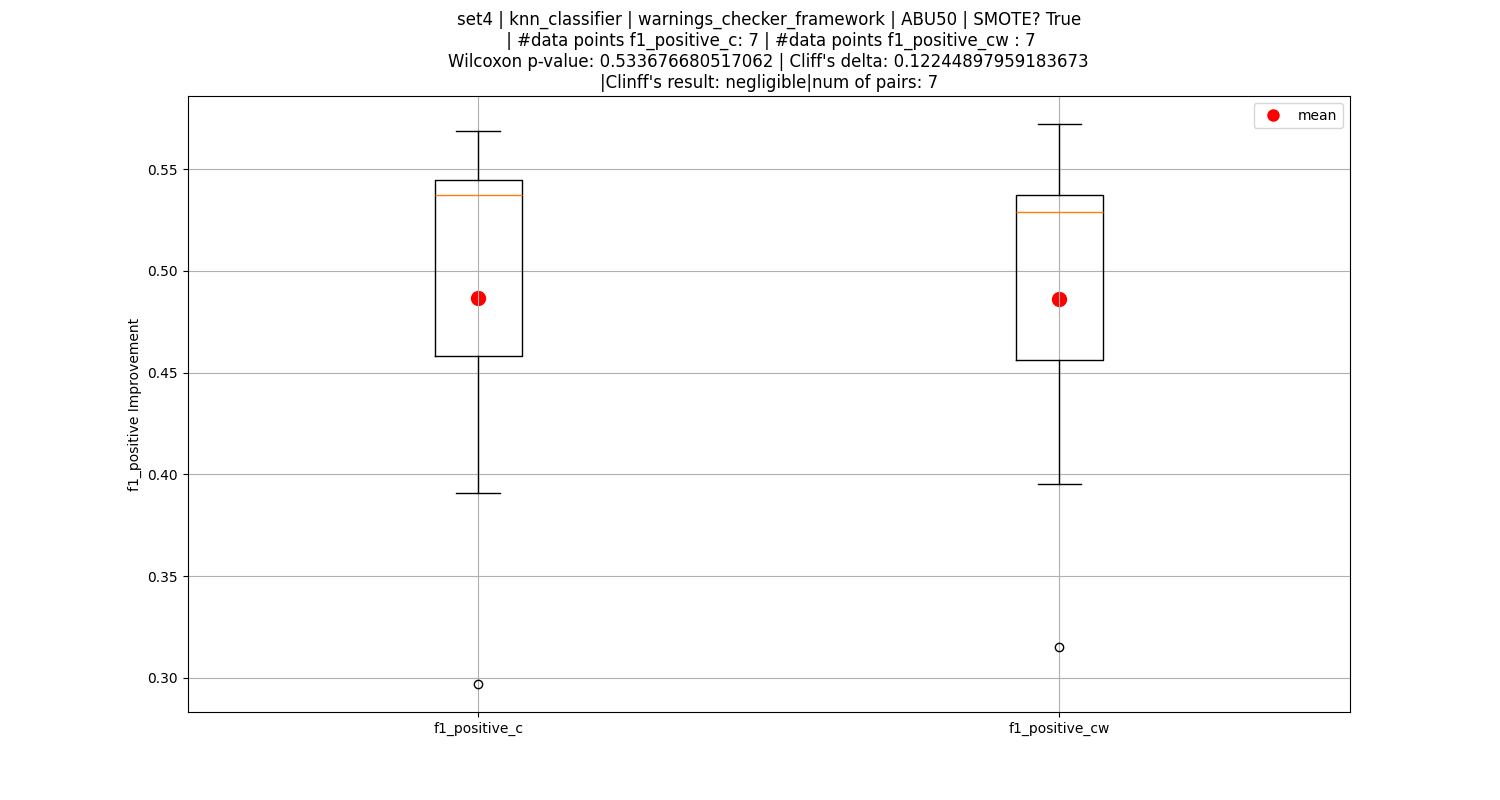 set4 | knn_classifier | warnings_checker_framework | ABU50 | SMOTE? True
| #data points f1_positive_c: 7 | #data points f1_positive_cw : 7
Wilcoxon p-value: 0.533676680517062 | Cliff's delta: 0.12244897959183673
|Clinff's result: negligible|num of pairs: 7
mean
f1_positive Improvement
0.55
0.50
0.45
0.40
0.35
0.30
f1_positive_c
f1_positive_cw